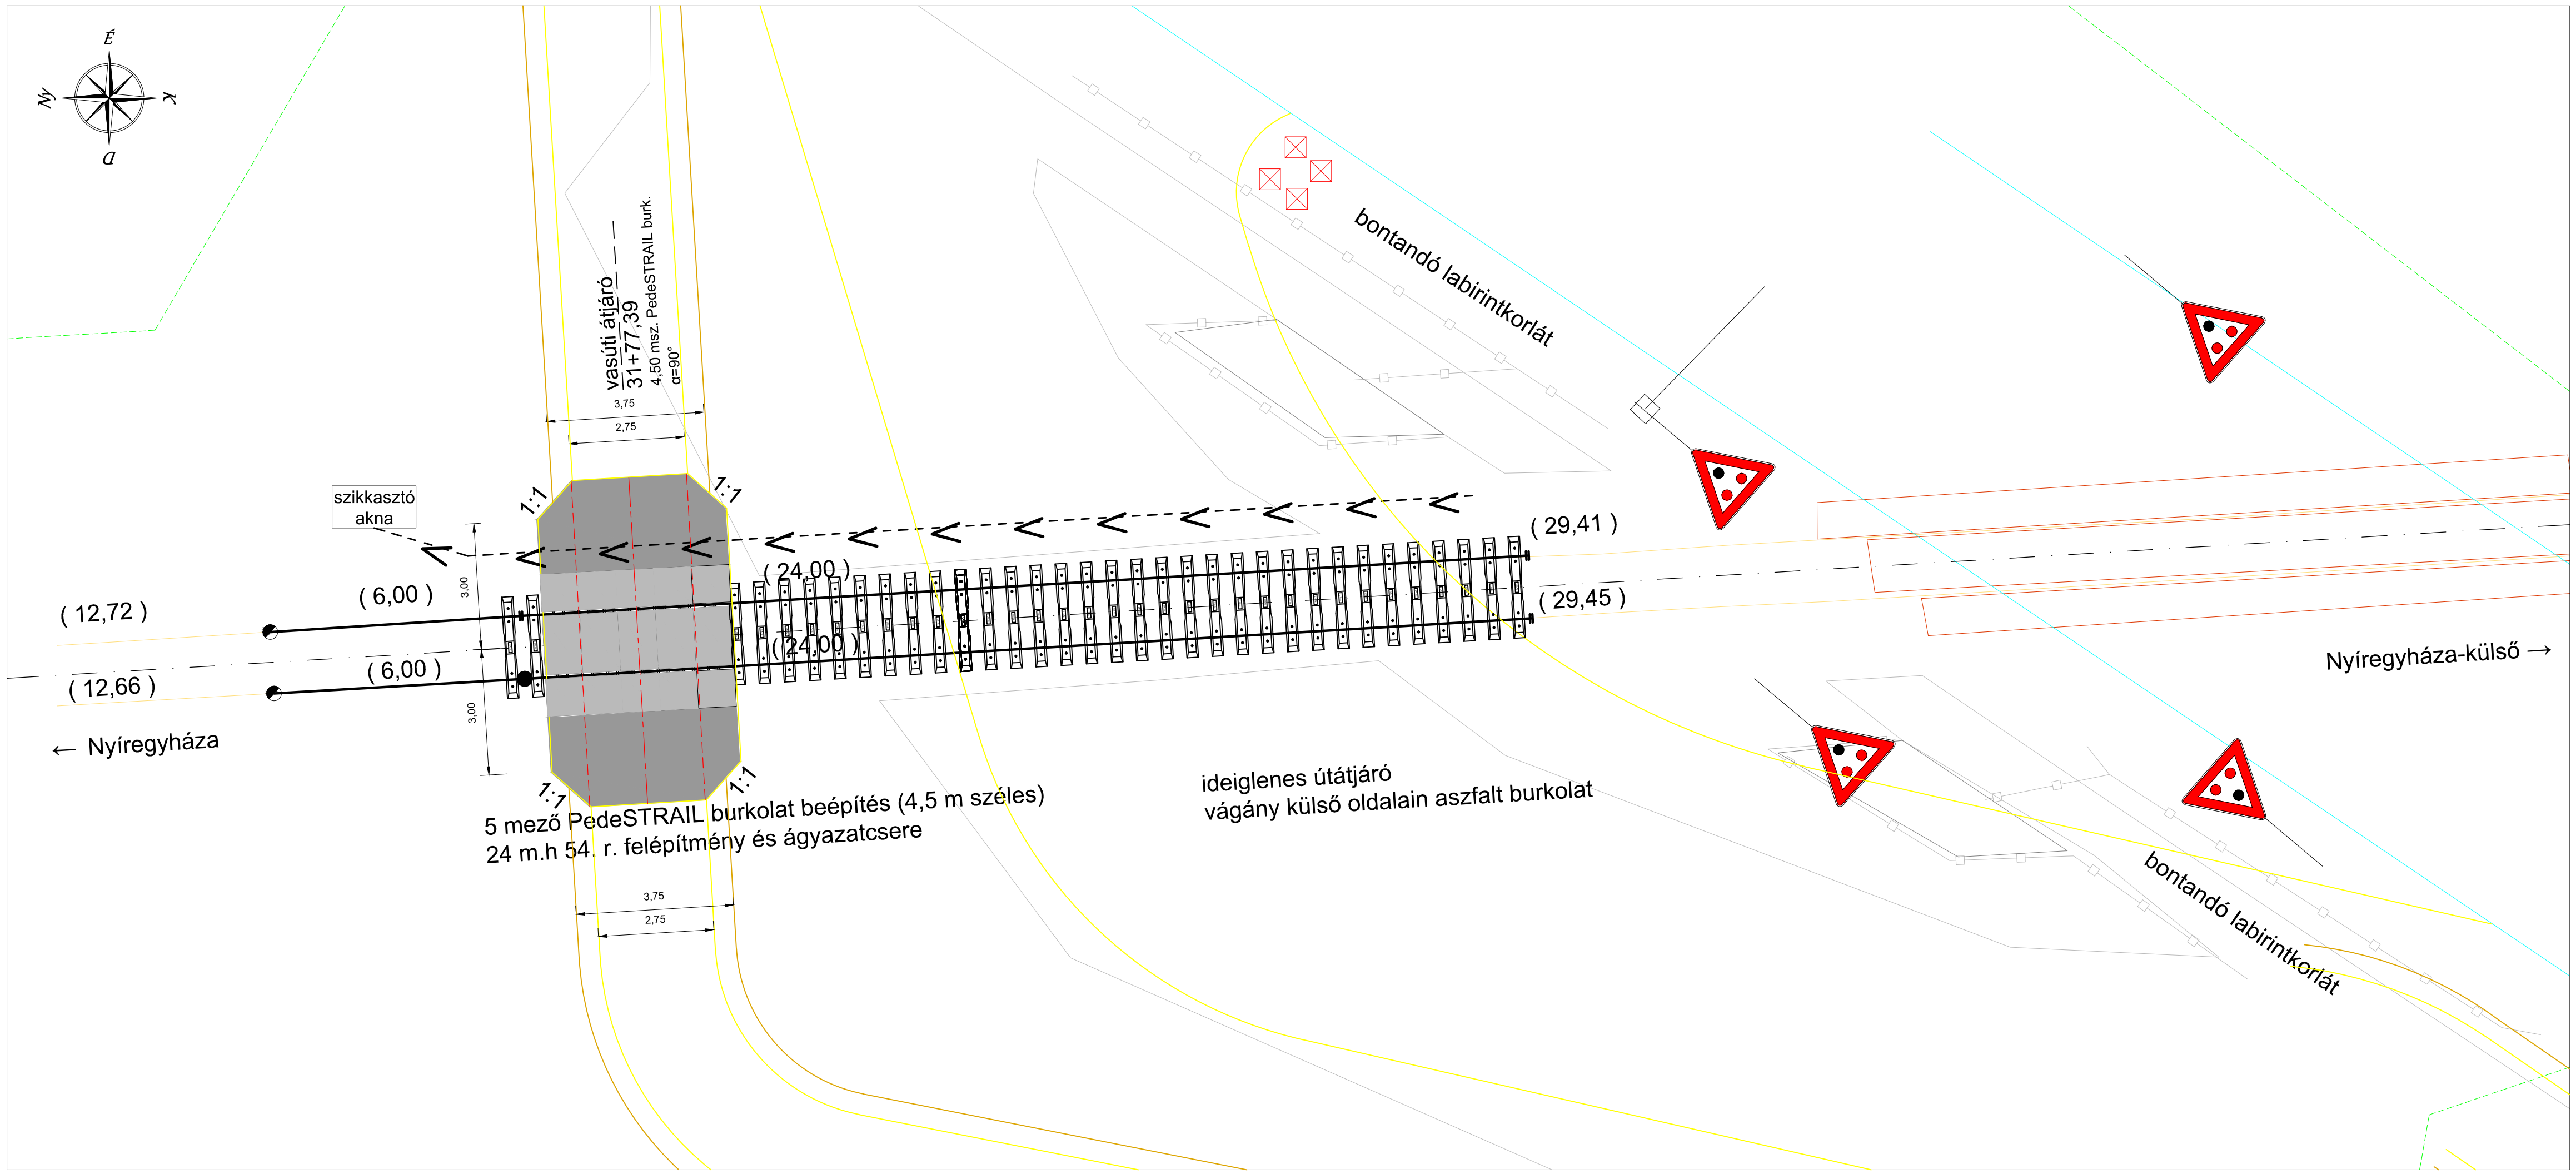 É
Ny
K
D
vasúti átjáró
31+77,39
4,50 msz. PedeSTRAIL burk.
α=90°
3,75
2,75
bontandó labirintkorlát
szikkasztó
akna
1:1
1:1
3,00
3,00
( 12,72 )
( 6,00 )
( 24,00 )
( 29,41 )
( 12,66 )
( 6,00 )
( 24,00 )
( 29,45 )
← Nyíregyháza
Nyíregyháza-külső →
1:1
1:1
5 mező PedeSTRAIL burkolat beépítés (4,5 m széles)
24 m.h 54. r. felépítmény és ágyazatcsere
ideiglenes útátjáró
vágány külső oldalain aszfalt burkolat
3,75
2,75
bontandó labirintkorlát